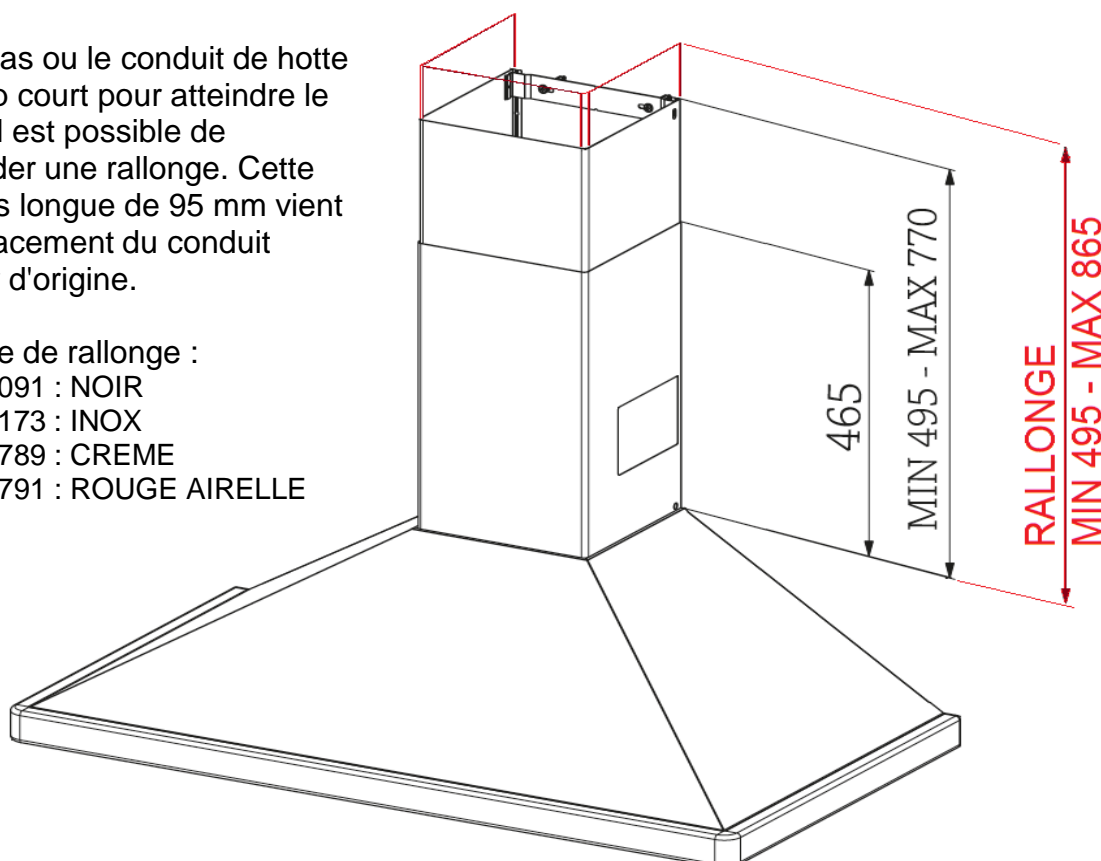 as ou le conduit de hotte
court pour atteindre le
est possible de
der une rallonge. Cette
s longue de 95 mm vient
acement du conduit
d'origine.
e de rallonge :
091 : NOIR
173 : INOX
789 : CREME
791 : ROUGE AIRELLE
465
MIN 495 - MAX 770
RALLONGE
MIN 495 - MAX 865